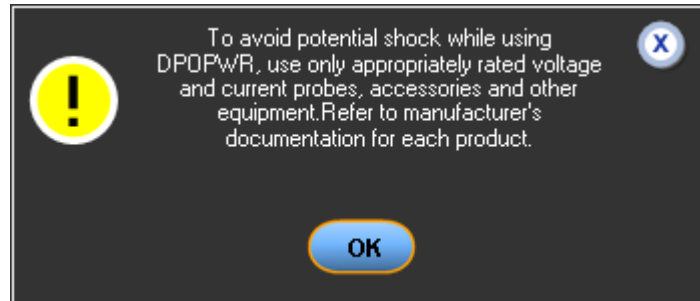 To avoid potential shock while using
DPOPWR, use only appropriately rated voltage
and current probes, accessories and other
equipment.Refer to manufacturer's
documentation for each product.
X
!
OK